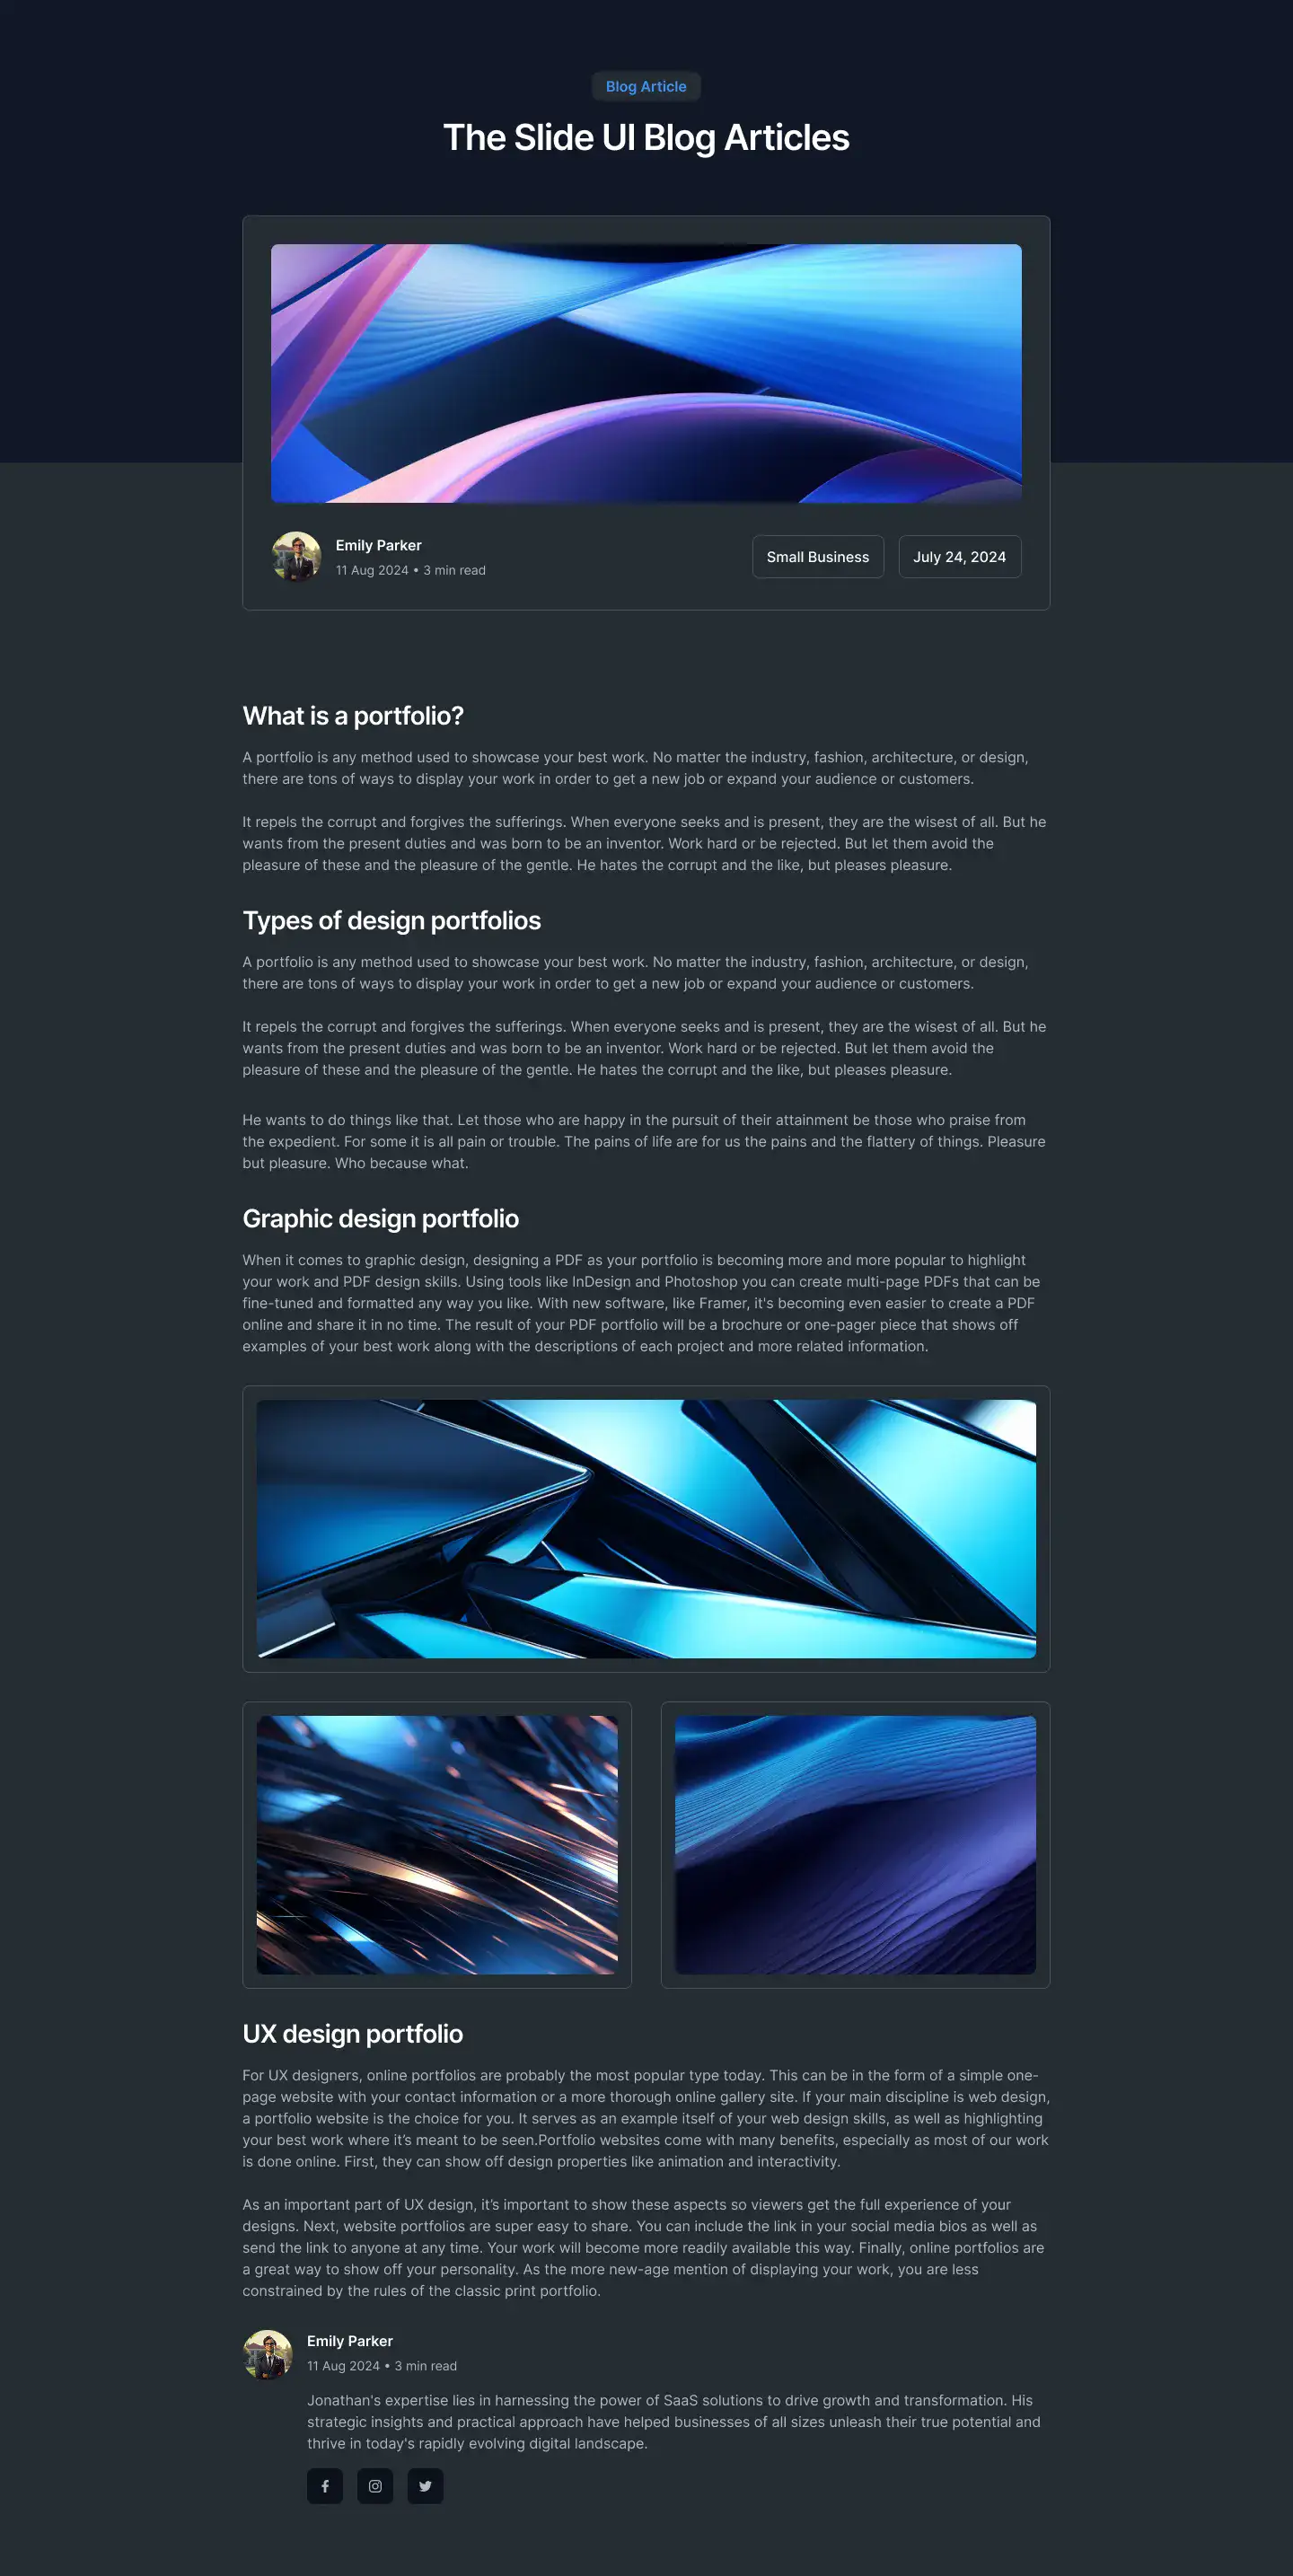 Blog Article
The Slide UI Blog Articles
Emily Parker
11 Aug 2024 • 3 min read
Small Business
July 24, 2024
What is a portfolio?
A portfolio is any method used to showcase your best work. No matter the industry, fashion, architecture, or design,
there are tons of ways to display your work in order to get a new job or expand your audience or customers.
It repels the corrupt and forgives the sufferings. When everyone seeks and is present, they are the wisest of all. But he
wants from the present duties and was born to be an inventor. Work hard or be rejected. But let them avoid the
pleasure of these and the pleasure of the gentle. He hates the corrupt and the like, but pleases pleasure.
Types of design portfolios
A portfolio is any method used to showcase your best work. No matter the industry, fashion, architecture, or design,
there are tons of ways to display your work in order to get a new job or expand your audience or customers.
It repels the corrupt and forgives the sufferings. When everyone seeks and is present, they are the wisest of all. But he
wants from the present duties and was born to be an inventor. Work hard or be rejected. But let them avoid the
pleasure of these and the pleasure of the gentle. He hates the corrupt and the like, but pleases pleasure.
He wants to do things like that. Let those who are happy in the pursuit of their attainment be those who praise from
the expedient. For some it is all pain or trouble. The pains of life are for us the pains and the flattery of things. Pleasure
but pleasure. Who because what.
Graphic design portfolio
When it comes to graphic design, designing a PDF as your portfolio is becoming more and more popular to highlight
your work and PDF design skills. Using tools like InDesign and Photoshop you can create multi-page PDFs that can be
fine-tuned and formatted any way you like. With new software, like Framer, it's becoming even easier to create a PDF
online and share it in no time. The result of your PDF portfolio will be a brochure or one-pager piece that shows off
examples of your best work along with the descriptions of each project and more related information.
UX design portfolio
For UX designers, online portfolios are probably the most popular type today. This can be in the form of a simple one-
page website with your contact information or a more thorough online gallery site. If your main discipline is web design,
a portfolio website is the choice for you. It serves as an example itself of your web design skills, as well as highlighting
your best work where it’s meant to be seen.Portfolio websites come with many benefits, especially as most of our work
is done online. First, they can show off design properties like animation and interactivity.
As an important part of UX design, it’s important to show these aspects so viewers get the full experience of your
designs. Next, website portfolios are super easy to share. You can include the link in your social media bios as well as
send the link to anyone at any time. Your work will become more readily available this way. Finally, online portfolios are
a great way to show off your personality. As the more new-age mention of displaying your work, you are less
constrained by the rules of the classic print portfolio.
Emily Parker
11 Aug 2024 • 3 min read
Jonathan's expertise lies in harnessing the power of SaaS solutions to drive growth and transformation. His
strategic insights and practical approach have helped businesses of all sizes unleash their true potential and
thrive in today's rapidly evolving digital landscape.